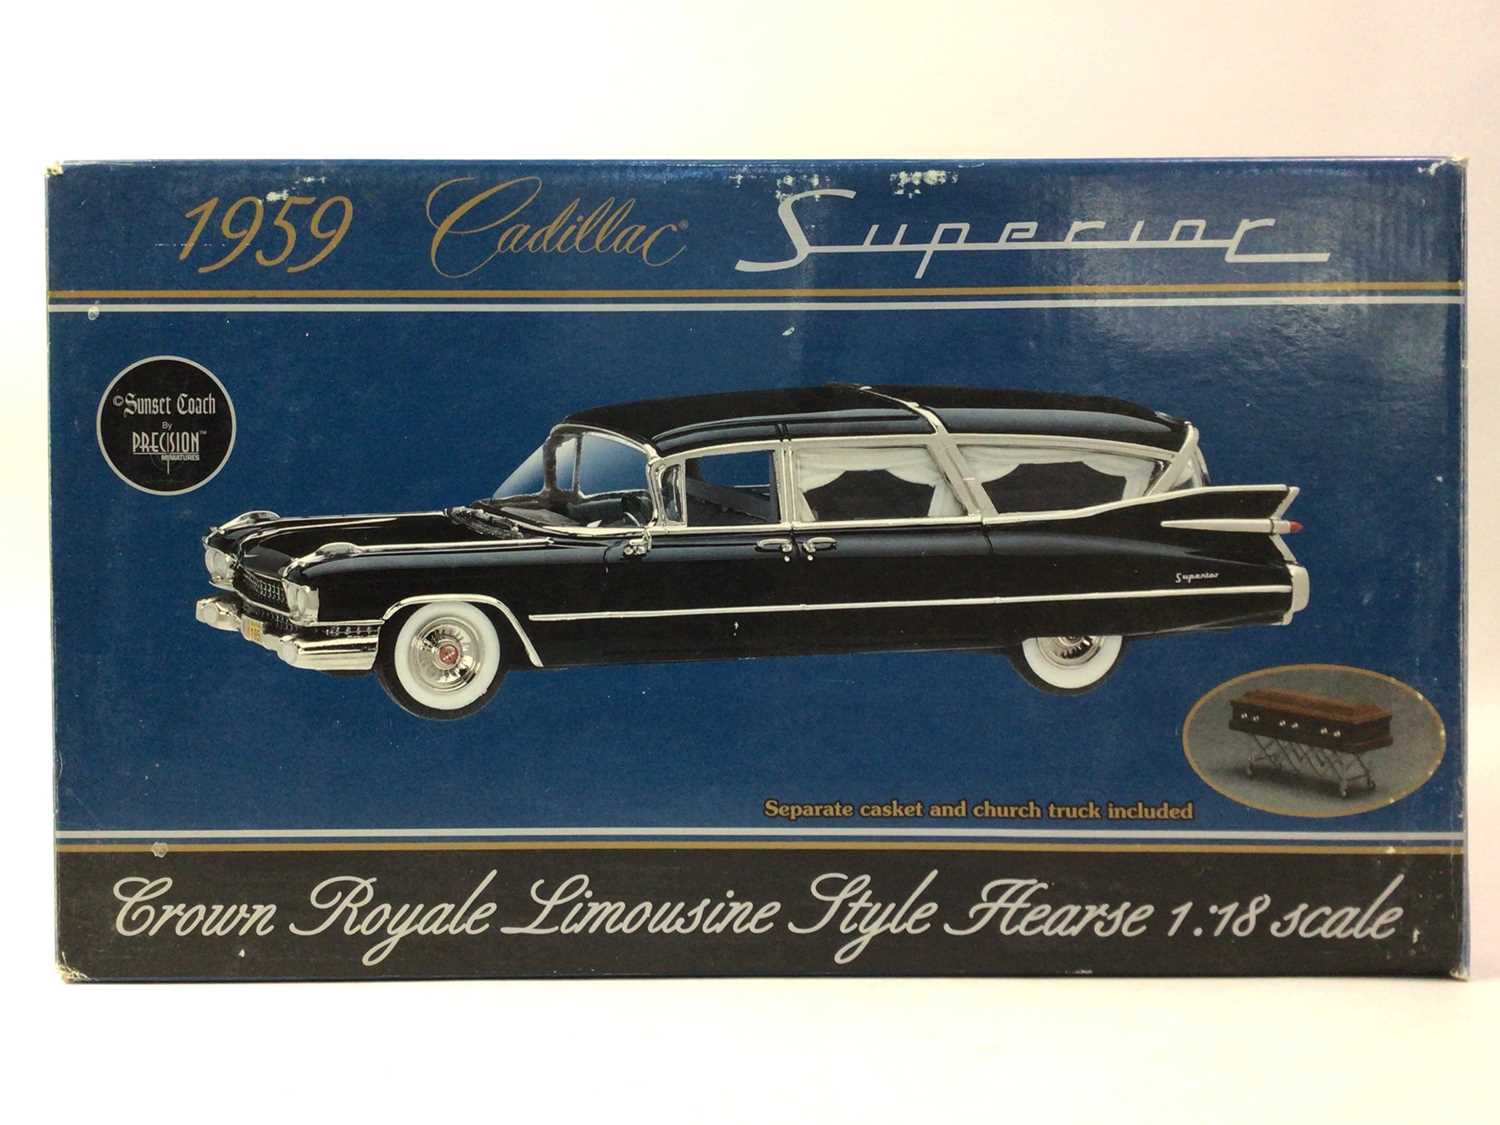 1959 Cadillac® Superior
©Sunset Coach
By
PRECISION™
MINIATURES
Superior
Separate casket and church truck included
Crown Royale Limousine Style Hearse 1:18 scale